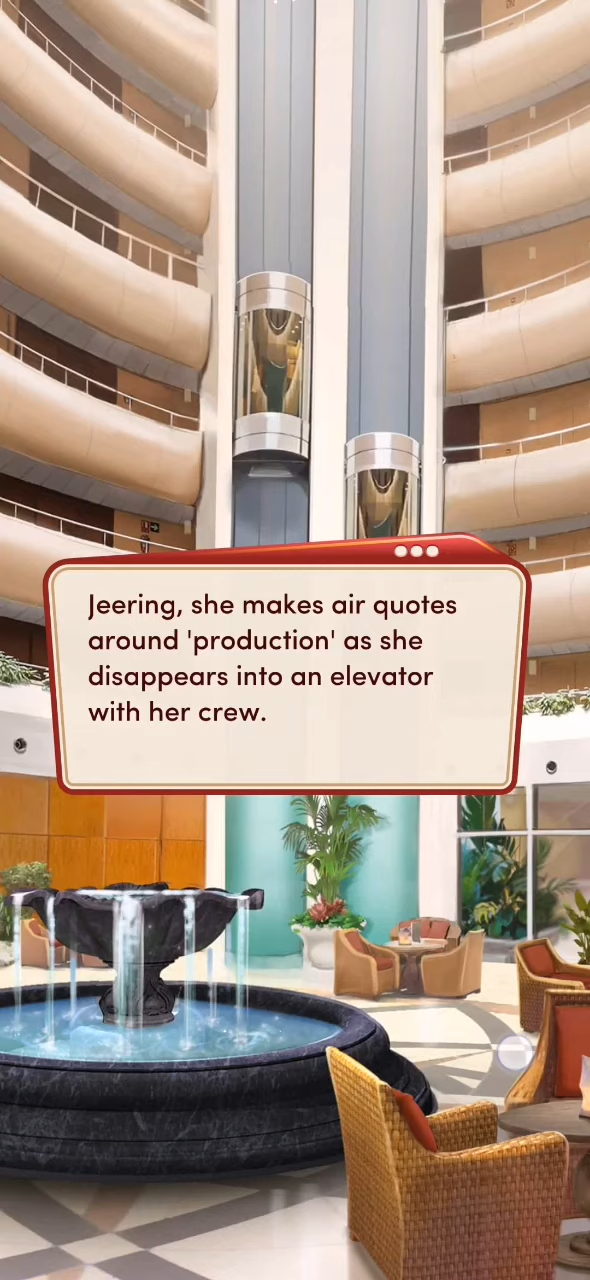 Jeering, she makes air quotes
around 'production' as she
disappears into an elevator
with her crew.